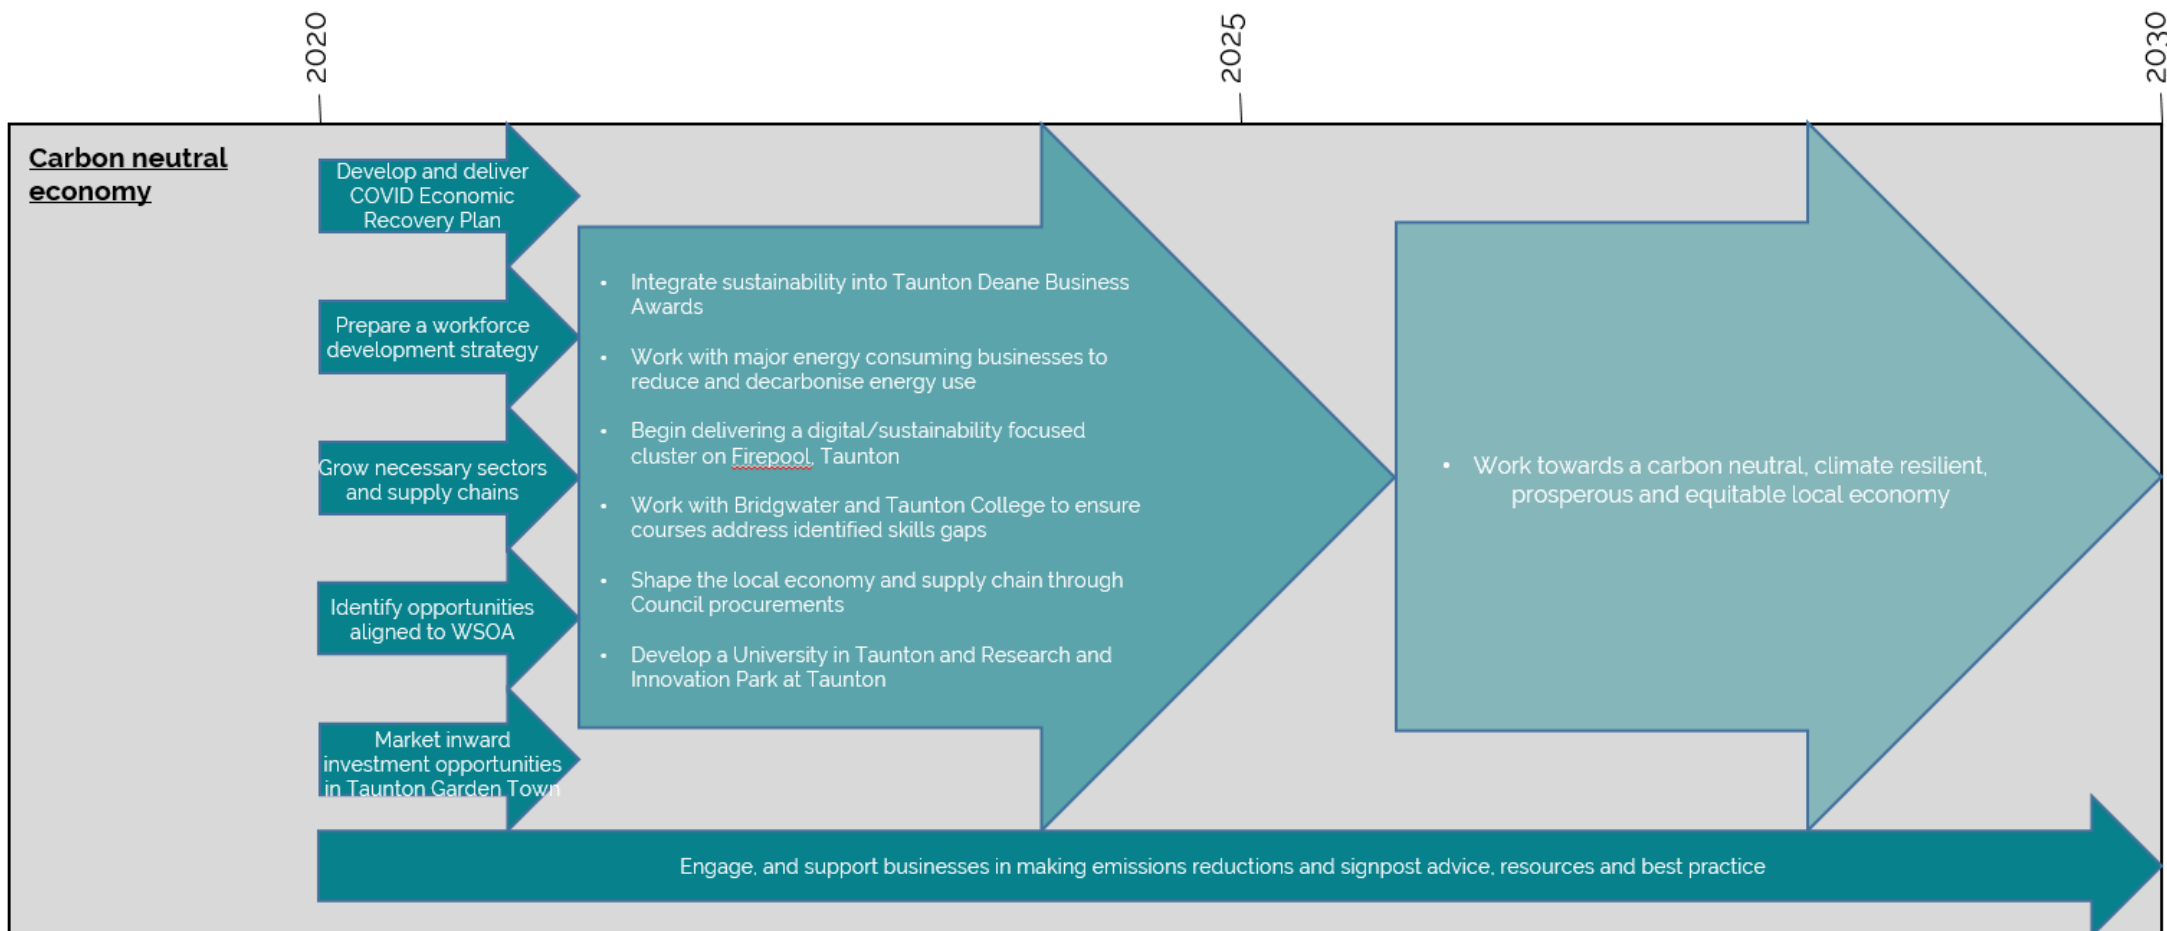 2020
2025
2030
Carbon neutral
economy
Develop and deliver
COVID Economic
Recovery Plan
Prepare a workforce
development strategy
Grow necessary sectors
and supply chains
Identify opportunities
aligned to WSOA
Market inward
investment opportunities
in Taunton Garden Town
• Integrate sustainability into Taunton Deane Business
Awards
• Work with major energy consuming businesses to
reduce and decarbonise energy use
• Begin delivering a digital/sustainability focused
cluster on Firepool, Taunton
• Work with Bridgwater and Taunton College to ensure
courses address identified skills gaps
• Shape the local economy and supply chain through
Council procurements
• Develop a University in Taunton and Research and
Innovation Park at Taunton
• Work towards a carbon neutral, climate resilient,
prosperous and equitable local economy
Engage, and support businesses in making emissions reductions and signpost advice, resources and best practice